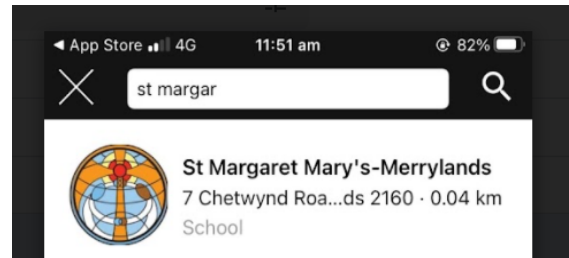 ◀ App Store 4G 11:51 am 82%
st margar
St Margaret Mary's-Merrylands
7 Chetwynd Roa...ds 2160 · 0.04 km
School